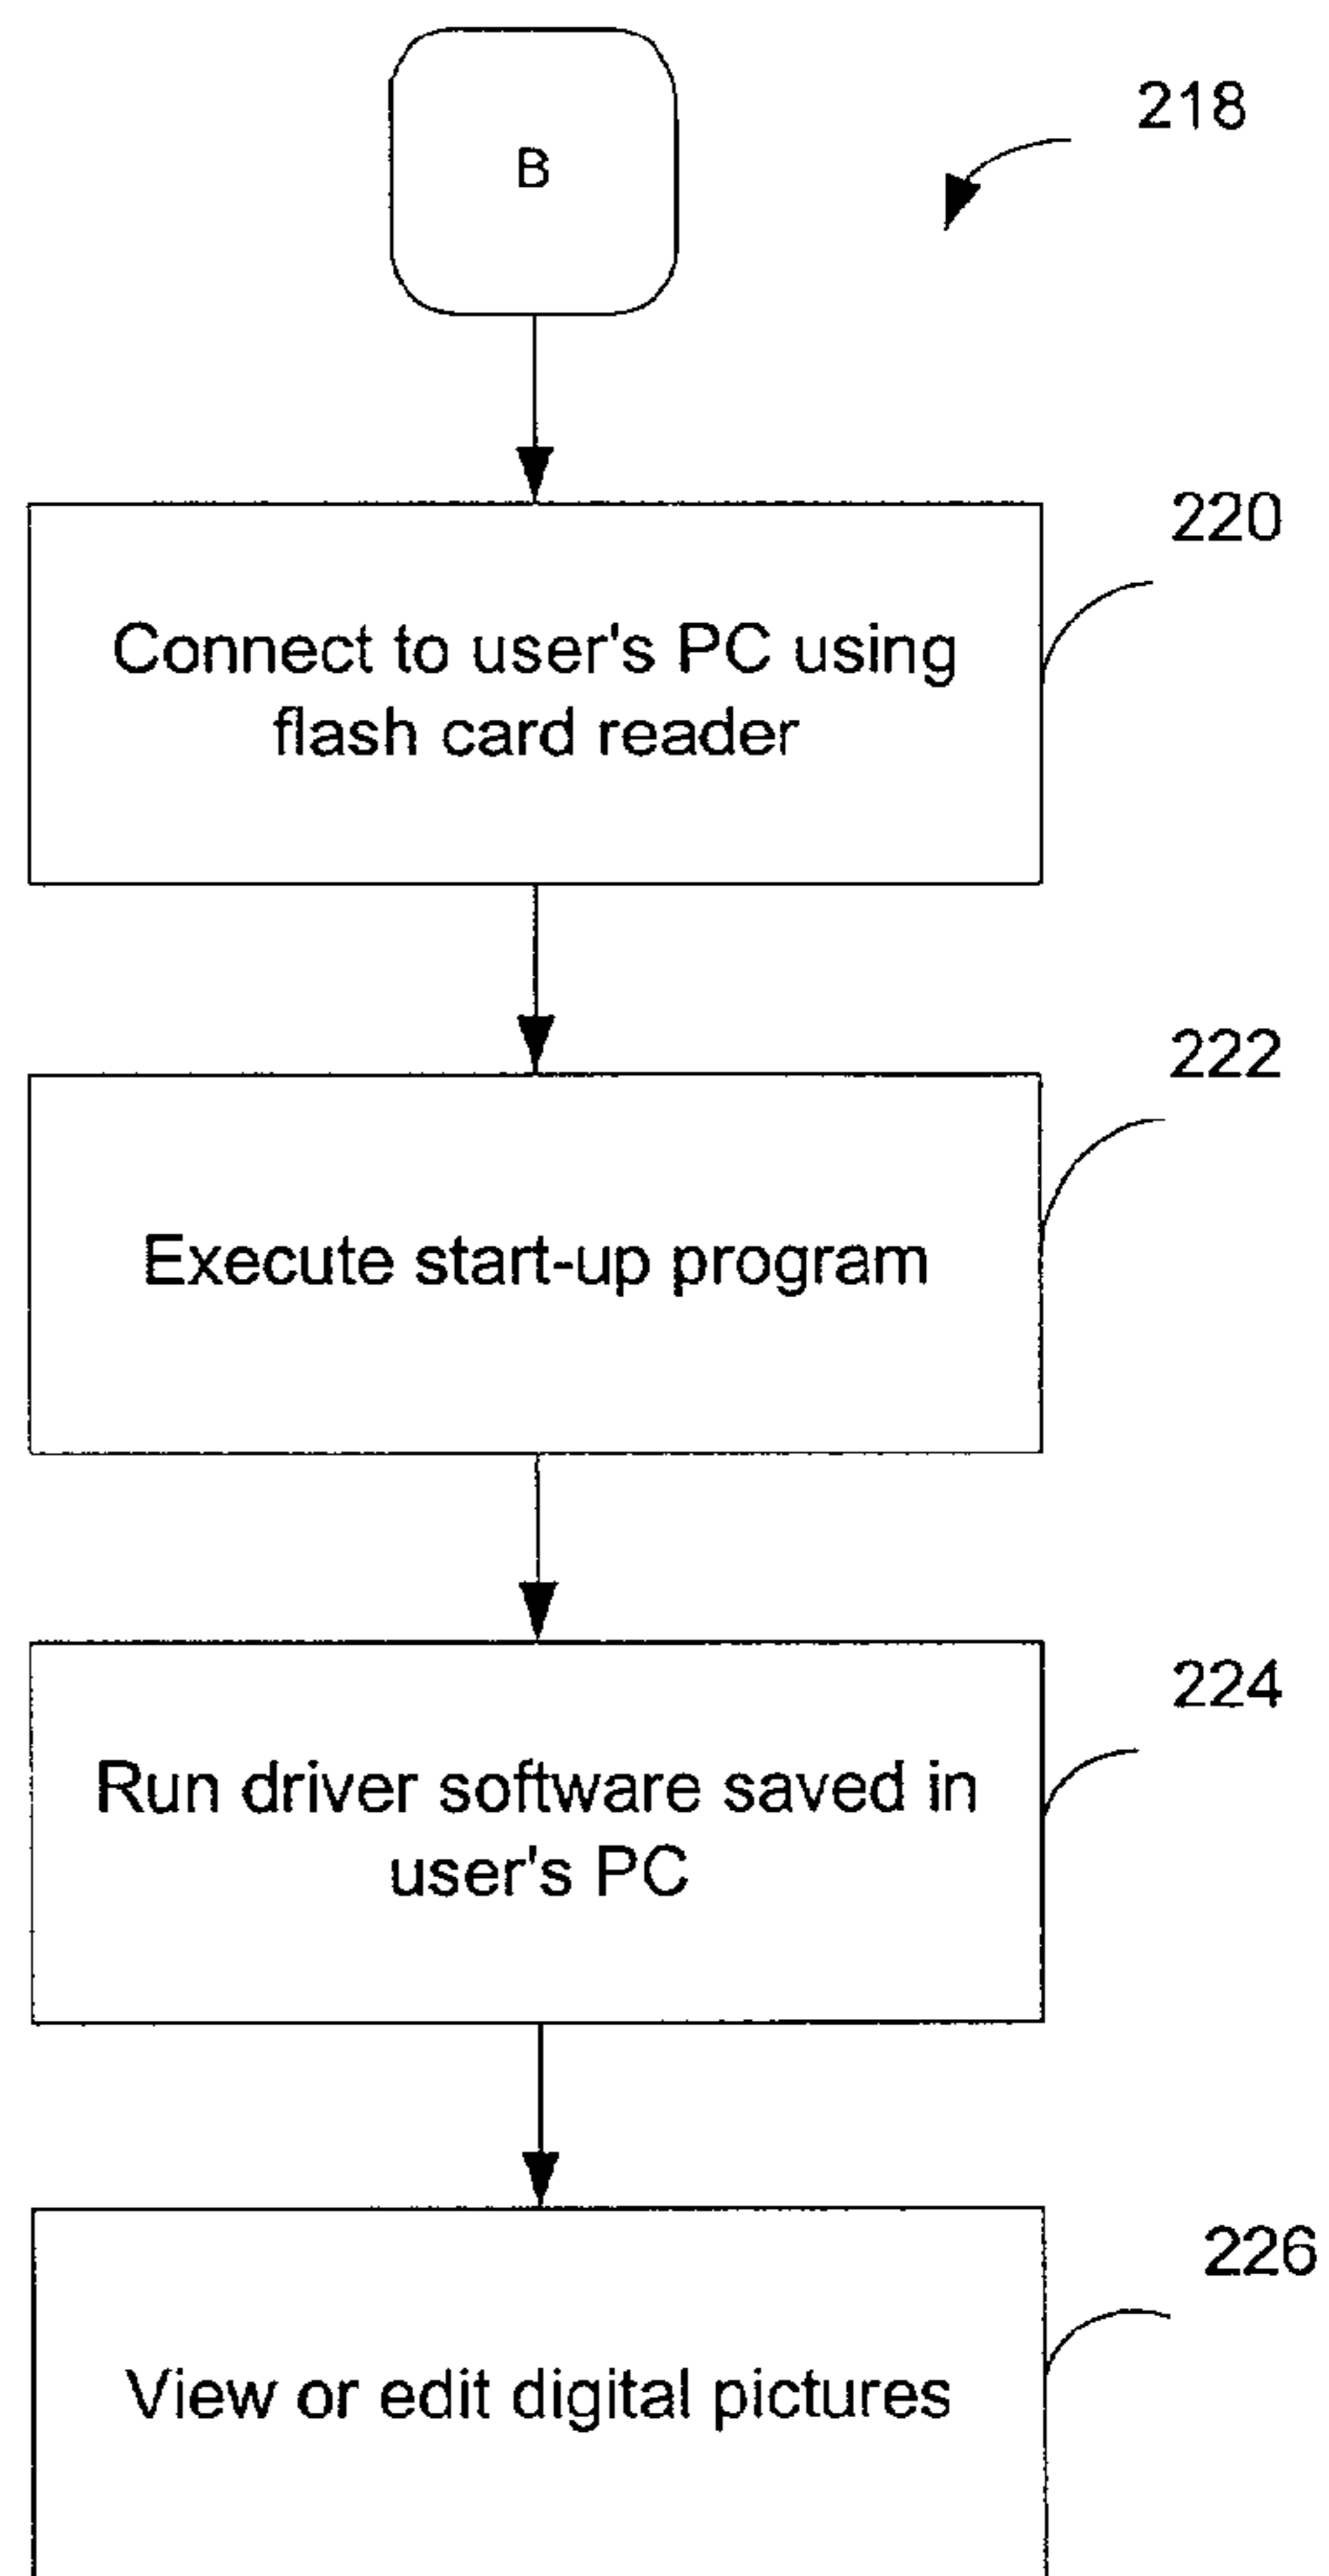 B
218
220
Connect to user's PC using
flash card reader
222
Execute start-up program
224
Run driver software saved in
user's PC
226
View or edit digital pictures